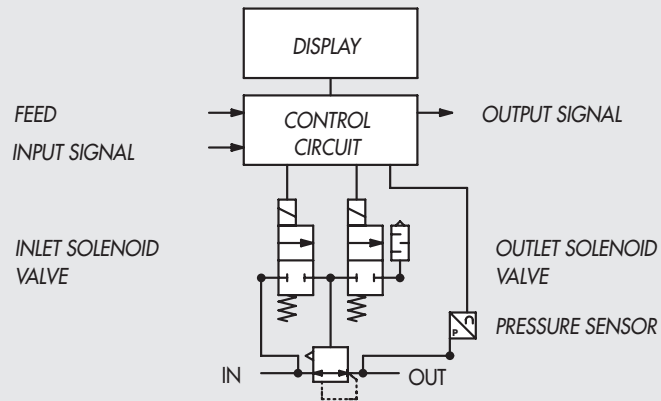 DISPLAY
FEED
CONTROL
CIRCUIT
OUTPUT SIGNAL
INPUT SIGNAL
INLET SOLENOID
VALVE
OUTLET SOLENOID
VALVE
P
PRESSURE SENSOR
IN
OUT